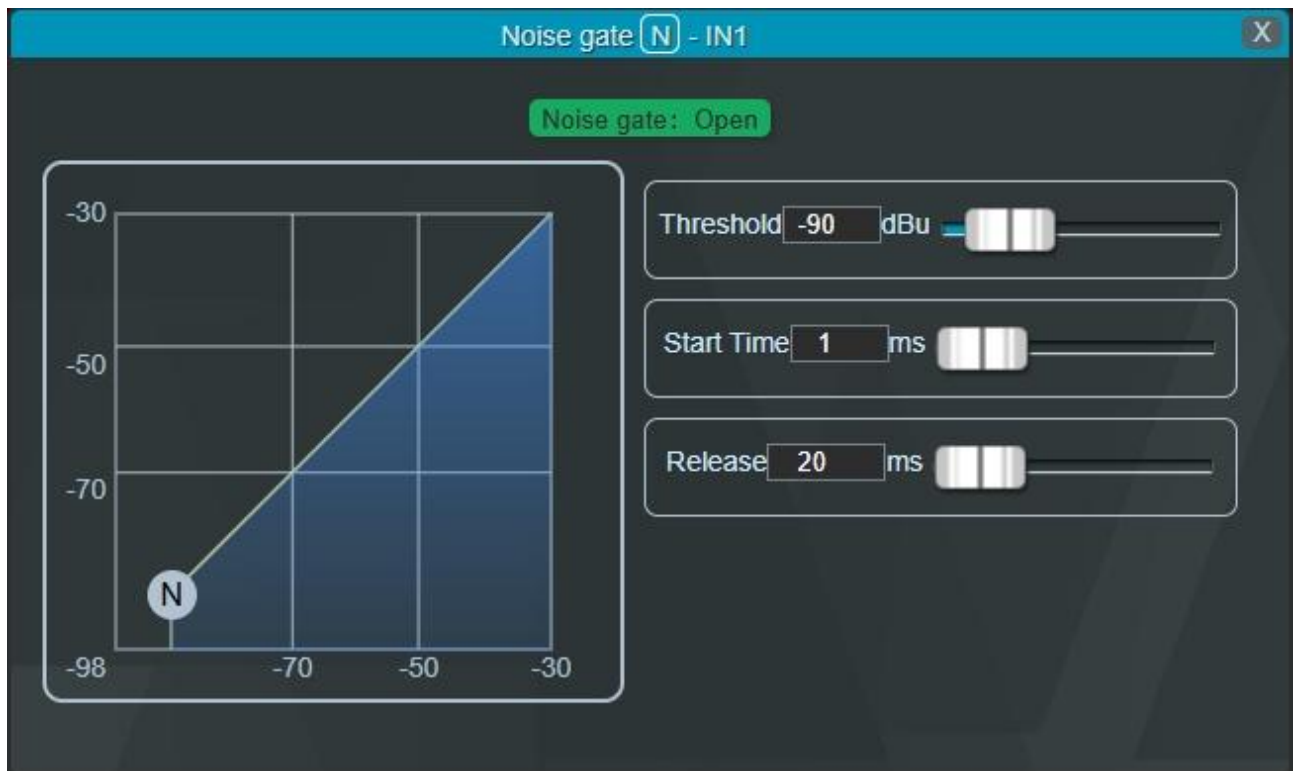 Noise gate N - IN1
X
Noise gate: Open
-30
-50
-70
N
-98
-70
-50
-30
Threshold -90 dBu
Start Time 1 ms
Release 20 ms